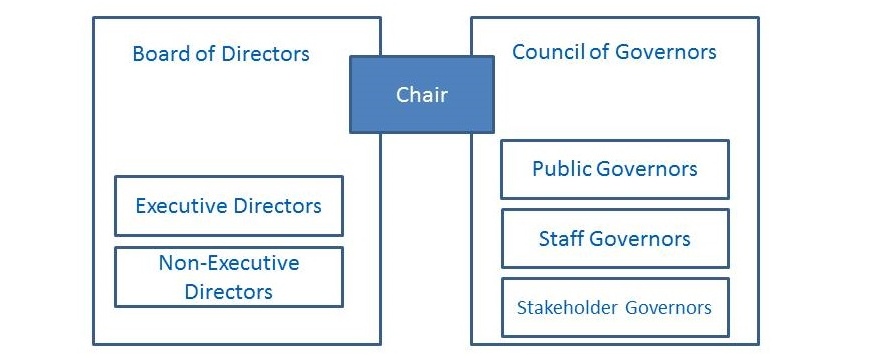 Board of Directors
Council of Governors
Chair
Executive Directors
Non-Executive
Directors
Public Governors
Staff Governors
Stakeholder Governors